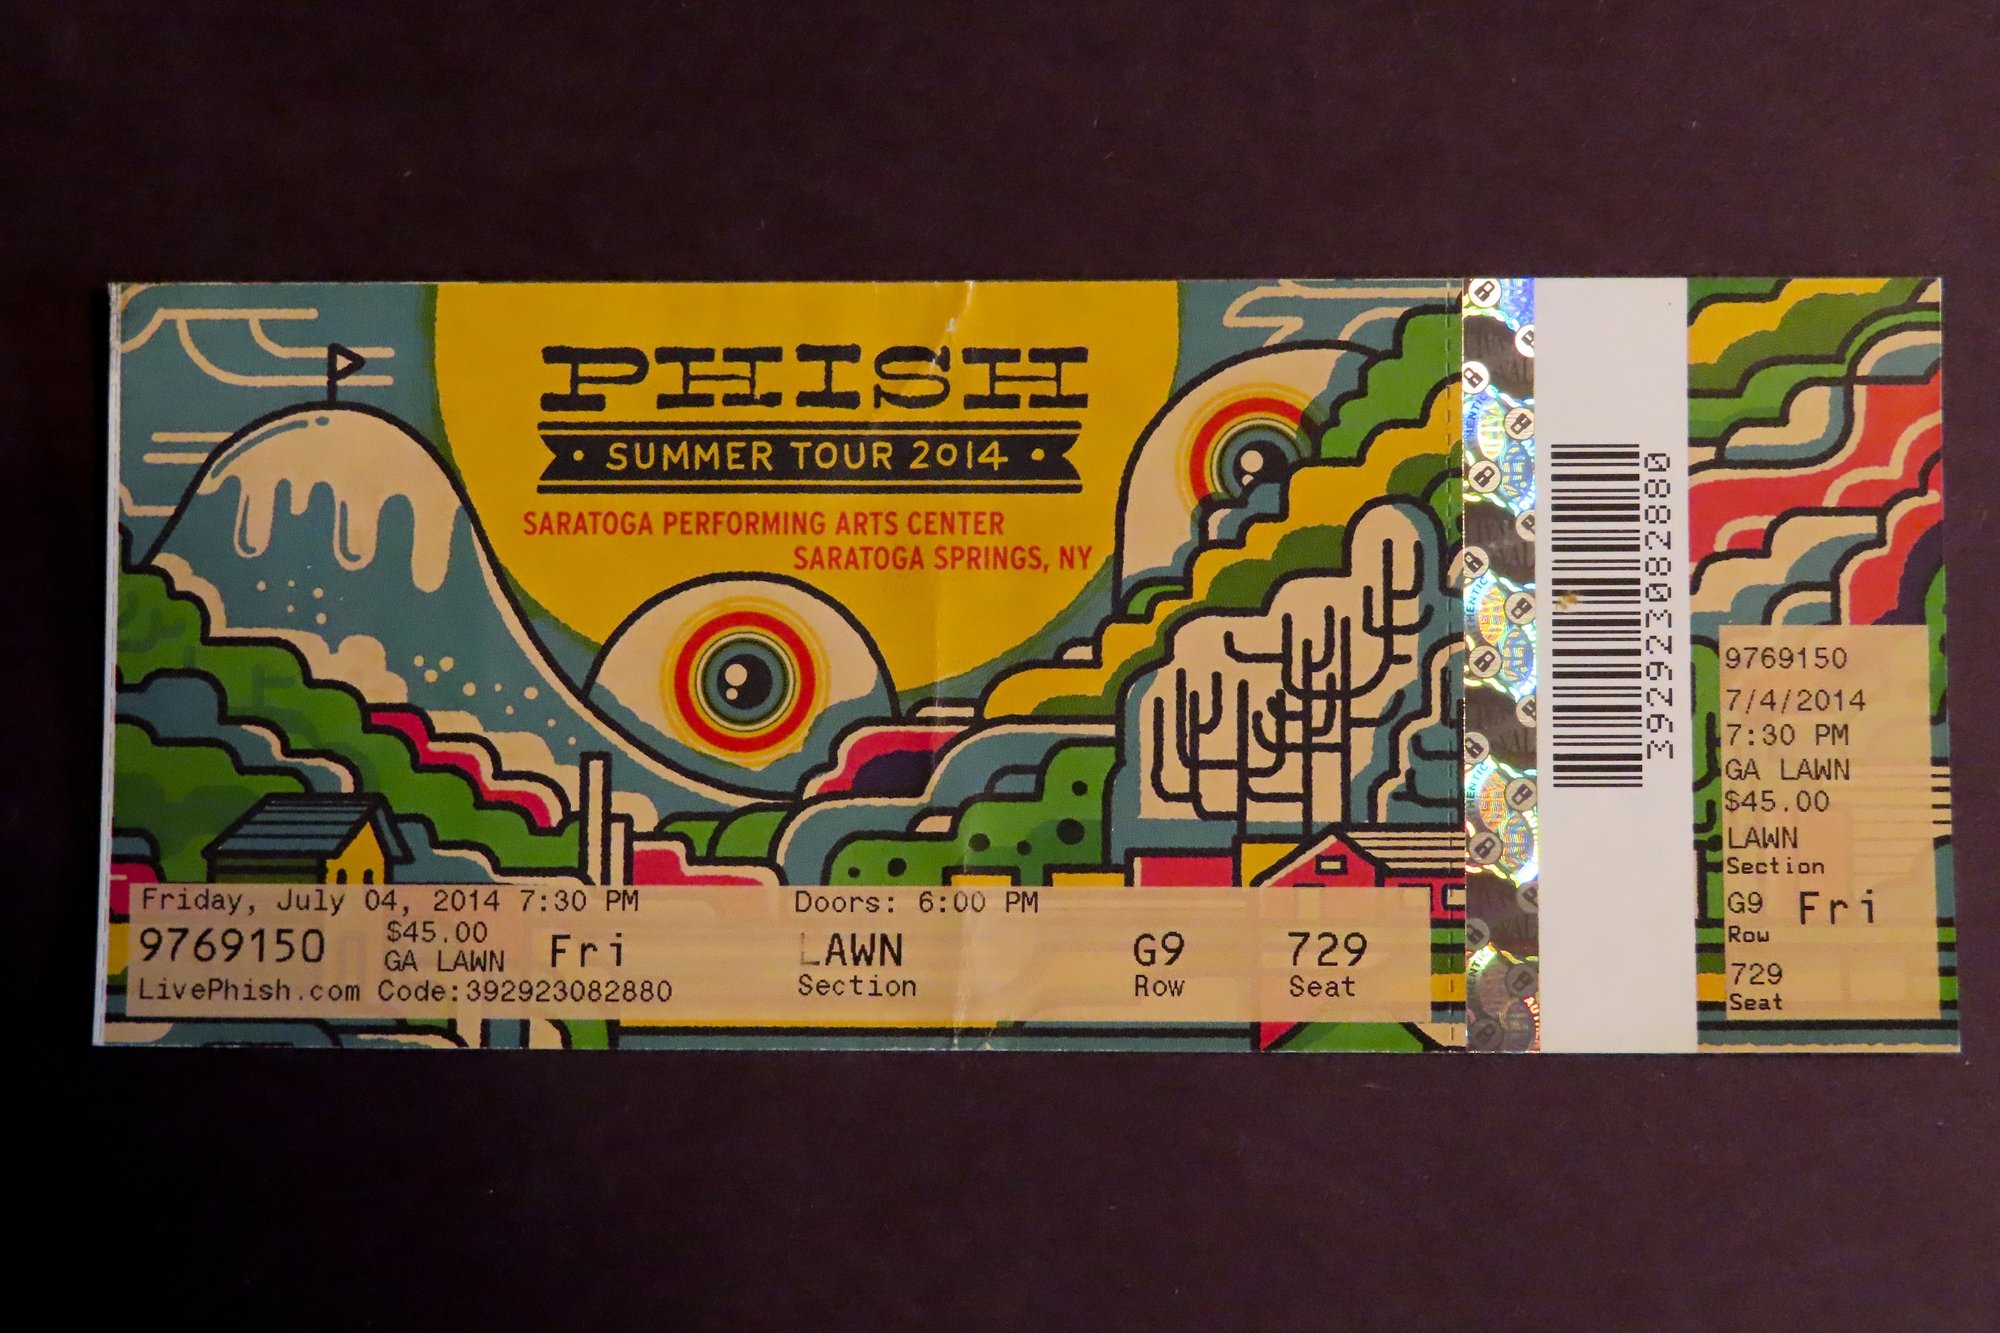 PHISH
· SUMMER TOUR 2014 ·
SARATOGA PERFORMING ARTS CENTER
SARATOGA SPRINGS, NY
Friday, July 04, 2014 7:30 PM Doors: 6:00 PM
9769150 $45.00 GA LAWN Fri LAWN G9 729
Section Row Seat
LivePhish.com Code:392923082880
392923082880
9769150
7/4/2014
7:30 PM
GA LAWN
$45.00
LAWN
Section
G9 Fri
Row
729
Seat